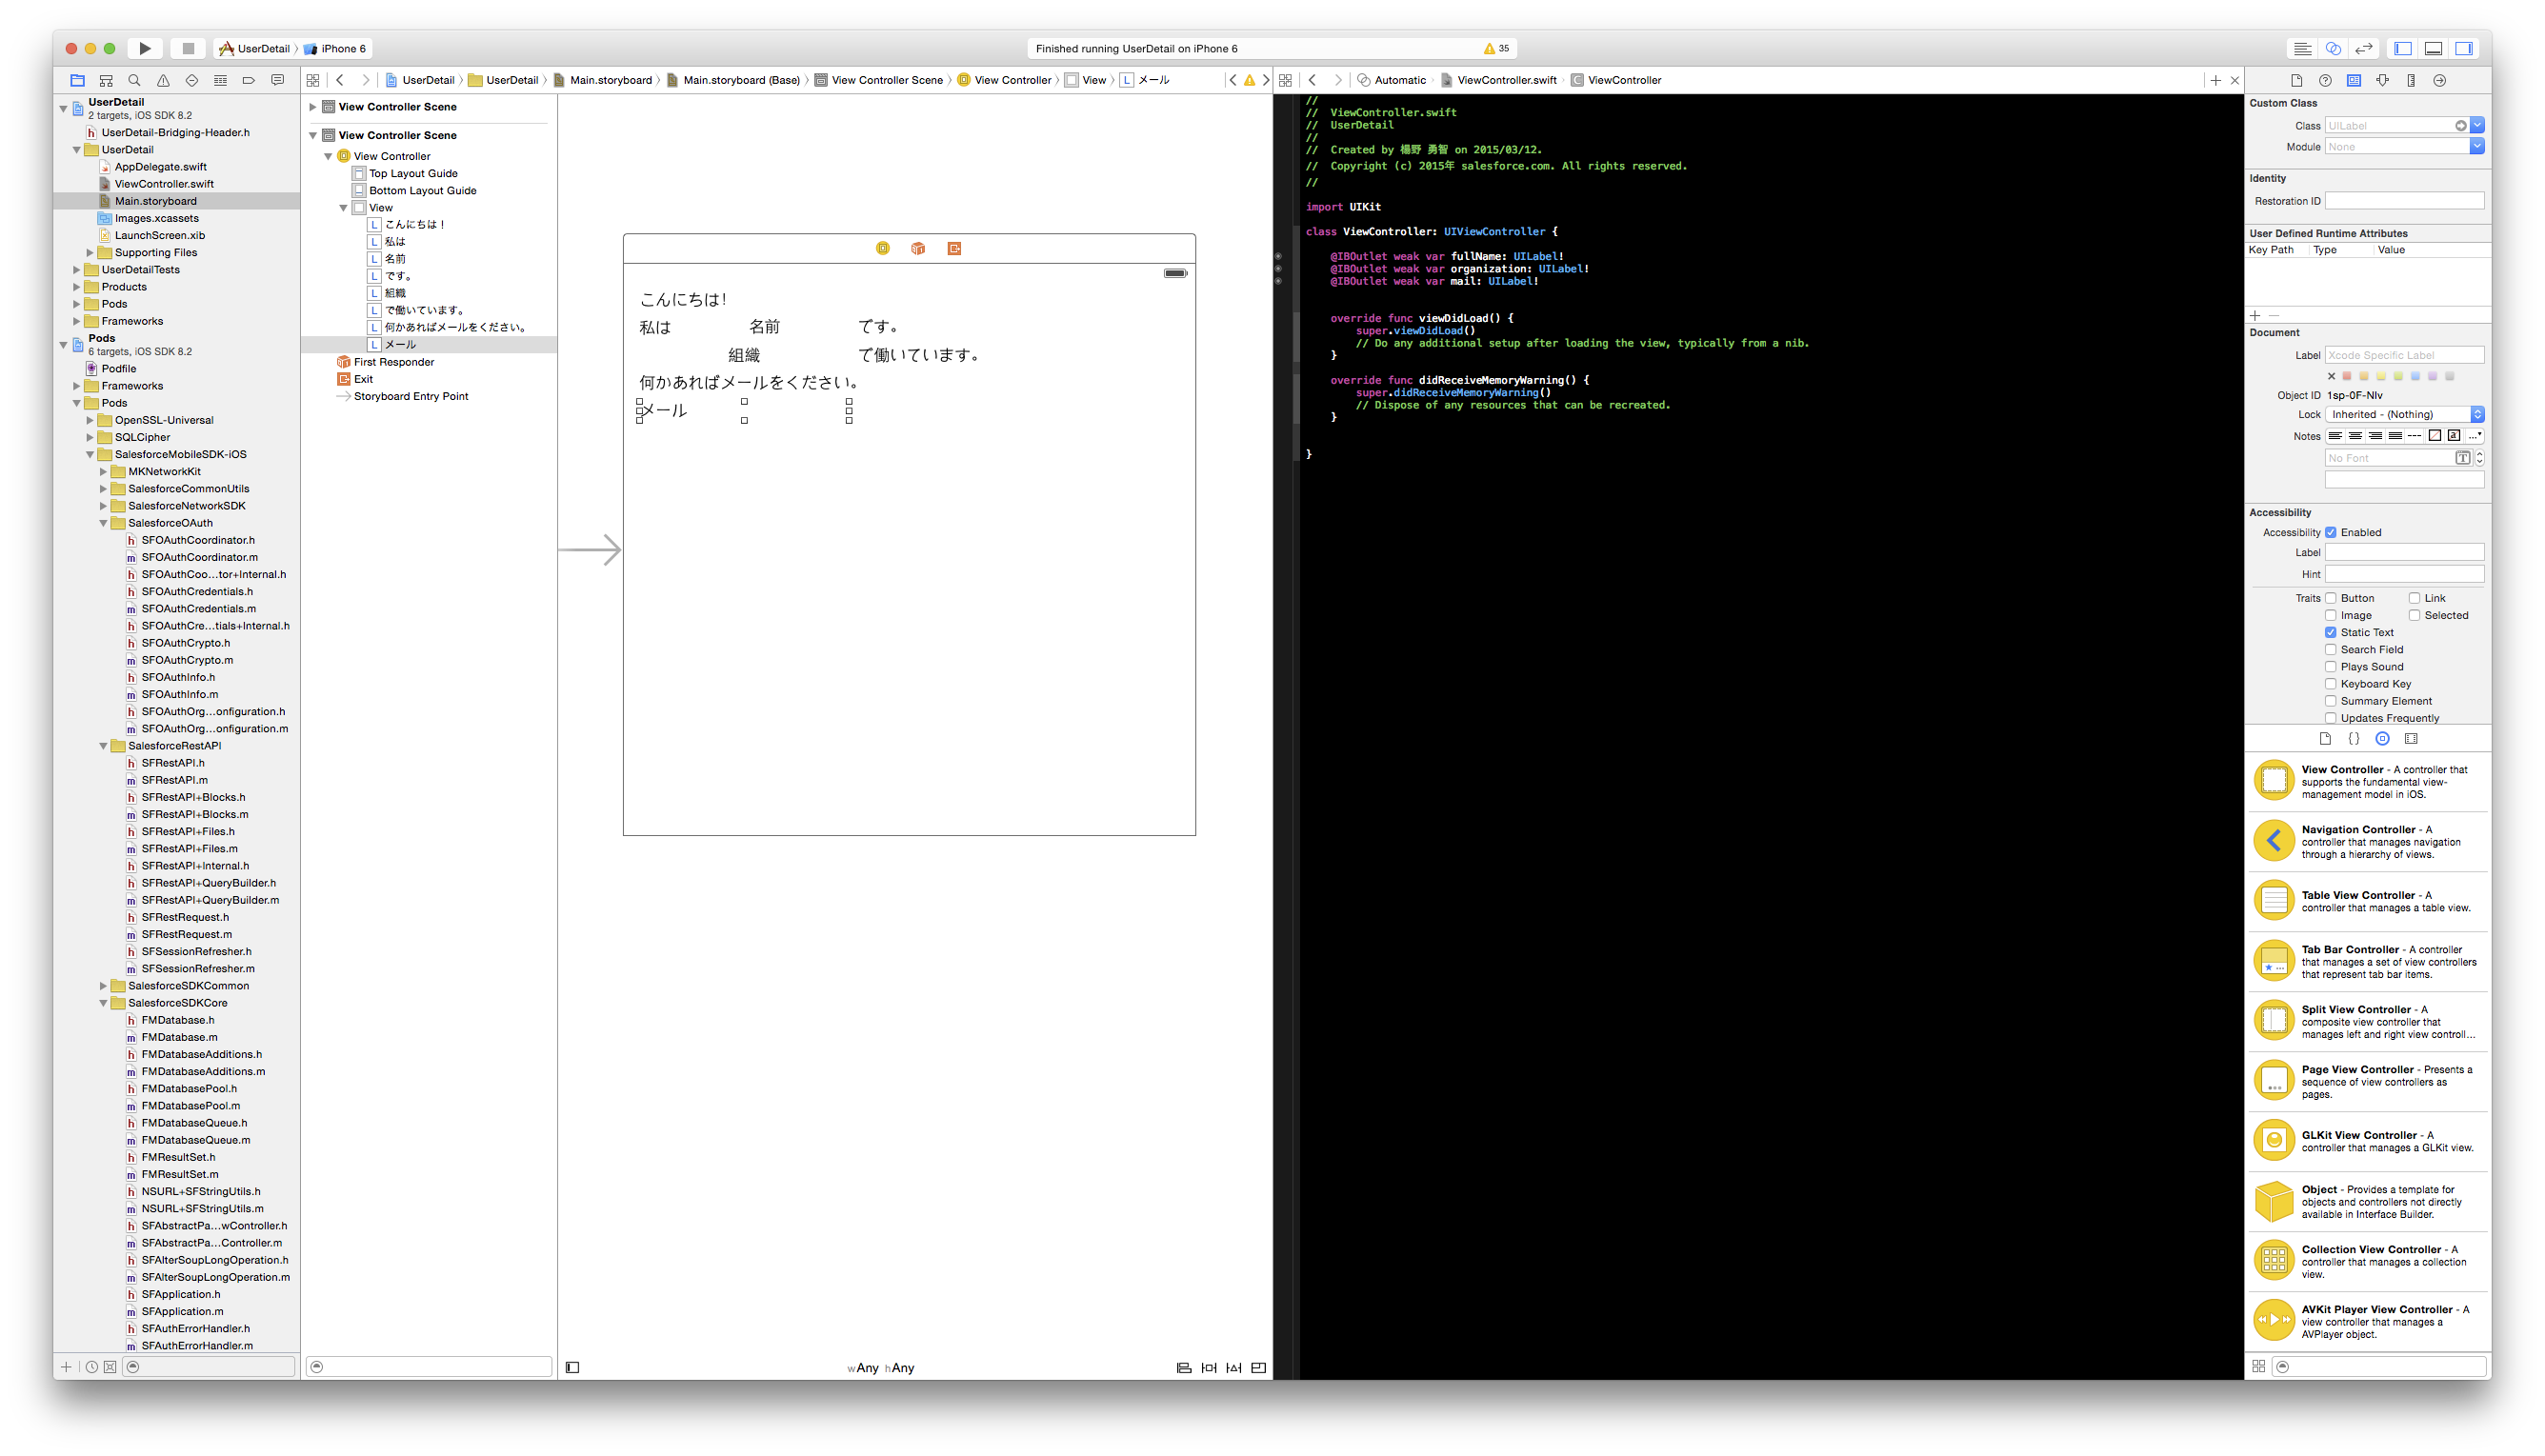 UserDetail 〉 iPhone 6
Finished running UserDetail on iPhone 6
35
UserDetail 〉 UserDetail 〉 Main.storyboard 〉 Main.storyboard (Base) 〉 View Controller Scene 〉 View Controller 〉 View 〉 L メール
Automatic 〉 ViewController.swift 〉 ViewController
UserDetail
2 targets, iOS SDK 8.2
UserDetail-Bridging-Header.h
UserDetail
AppDelegate.swift
ViewController.swift
Main.storyboard
Images.xcassets
LaunchScreen.xib
Supporting Files
UserDetailTests
Products
Pods
Frameworks
Pods
6 targets, iOS SDK 8.2
Podfile
Frameworks
Pods
OpenSSL-Universal
SQLCipher
SalesforceMobileSDK-iOS
MKNetworkKit
SalesforceCommonUtils
SalesforceNetworkSDK
SalesforceOAuth
SFOAuthCoordinator.h
SFOAuthCoordinator.m
SFOAuthCoo...tor+Internal.h
SFOAuthCredentials.h
SFOAuthCredentials.m
SFOAuthCre...tials+Internal.h
SFOAuthCrypto.h
SFOAuthCrypto.m
SFOAuthInfo.h
SFOAuthInfo.m
SFOAuthOrg...onfiguration.h
SFOAuthOrg...onfiguration.m
SalesforceRestAPI
SFRestAPI.h
SFRestAPI.m
SFRestAPI+Blocks.h
SFRestAPI+Blocks.m
SFRestAPI+Files.h
SFRestAPI+Files.m
SFRestAPI+Internal.h
SFRestAPI+QueryBuilder.h
SFRestAPI+QueryBuilder.m
SFRestRequest.h
SFRestRequest.m
SFSessionRefresher.h
SFSessionRefresher.m
SalesforceSDKCommon
SalesforceSDKCore
FMDatabase.h
FMDatabase.m
FMDatabaseAdditions.h
FMDatabaseAdditions.m
FMDatabasePool.h
FMDatabasePool.m
FMDatabaseQueue.h
FMDatabaseQueue.m
FMResultSet.h
FMResultSet.m
NSURL+SFStringUtils.h
NSURL+SFStringUtils.m
SFAbstractPa...wController.h
SFAbstractPa...Controller.m
SFAlterSoupLongOperation.h
SFAlterSoupLongOperation.m
SFApplication.h
SFApplication.m
SFAuthErrorHandler.h
SFAuthErrorHandler.m
View Controller Scene
View Controller Scene
View Controller
Top Layout Guide
Bottom Layout Guide
View
L こんにちは！
L 私は
L 名前
L です。
L 組織
L で働いています。
L 何かあればメールをください。
L メール
First Responder
Exit
Storyboard Entry Point
こんにちは！
私は 名前 です。
組織 で働いています。
何かあればメールをください。
メール
wAny hAny
//
// ViewController.swift
// UserDetail
//
// Created by 楊野 勇智 on 2015/03/12.
// Copyright (c) 2015年 salesforce.com. All rights reserved.
//
import UIKit
class ViewController: UIViewController {
@IBOutlet weak var fullName: UILabel!
@IBOutlet weak var organization: UILabel!
@IBOutlet weak var mail: UILabel!
override func viewDidLoad() {
super.viewDidLoad()
// Do any additional setup after loading the view, typically from a nib.
}
override func didReceiveMemoryWarning() {
super.didReceiveMemoryWarning()
// Dispose of any resources that can be recreated.
}
}
Custom Class
Class UILabel
Module None
Identity
Restoration ID
User Defined Runtime Attributes
Key Path Type Value
Document
Label Xcode Specific Label
Object ID 1sp-0F-NIv
Lock Inherited - (Nothing)
Notes
No Font
Accessibility
Accessibility Enabled
Label
Hint
Traits Button Link
Image Selected
Static Text
Search Field
Plays Sound
Keyboard Key
Summary Element
Updates Frequently
View Controller - A controller that
supports the fundamental view-
management model in iOS.
Navigation Controller - A
controller that manages navigation
through a hierarchy of views.
Table View Controller - A
controller that manages a table view.
Tab Bar Controller - A controller
that manages a set of view controllers
that represent tab bar items.
Split View Controller - A
composite view controller that
manages left and right view controll...
Page View Controller - Presents a
sequence of view controllers as
pages.
GLKit View Controller - A
controller that manages a GLKit view.
Object - Provides a template for
objects and controllers not directly
available in Interface Builder.
Collection View Controller - A
controller that manages a collection
view.
AVKit Player View Controller - A
view controller that manages a
AVPlayer object.